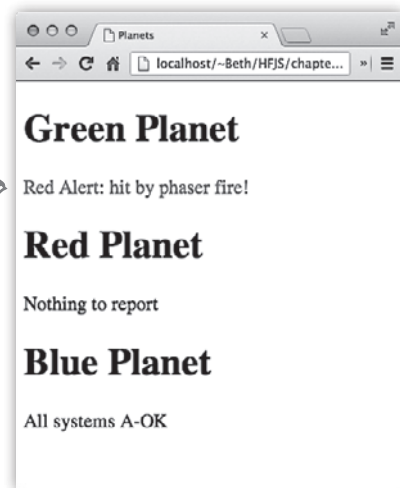 Planets
localhost/~Beth/HFJS/chapte...
Green Planet
Red Alert: hit by phaser fire!
Red Planet
Nothing to report
Blue Planet
All systems A-OK